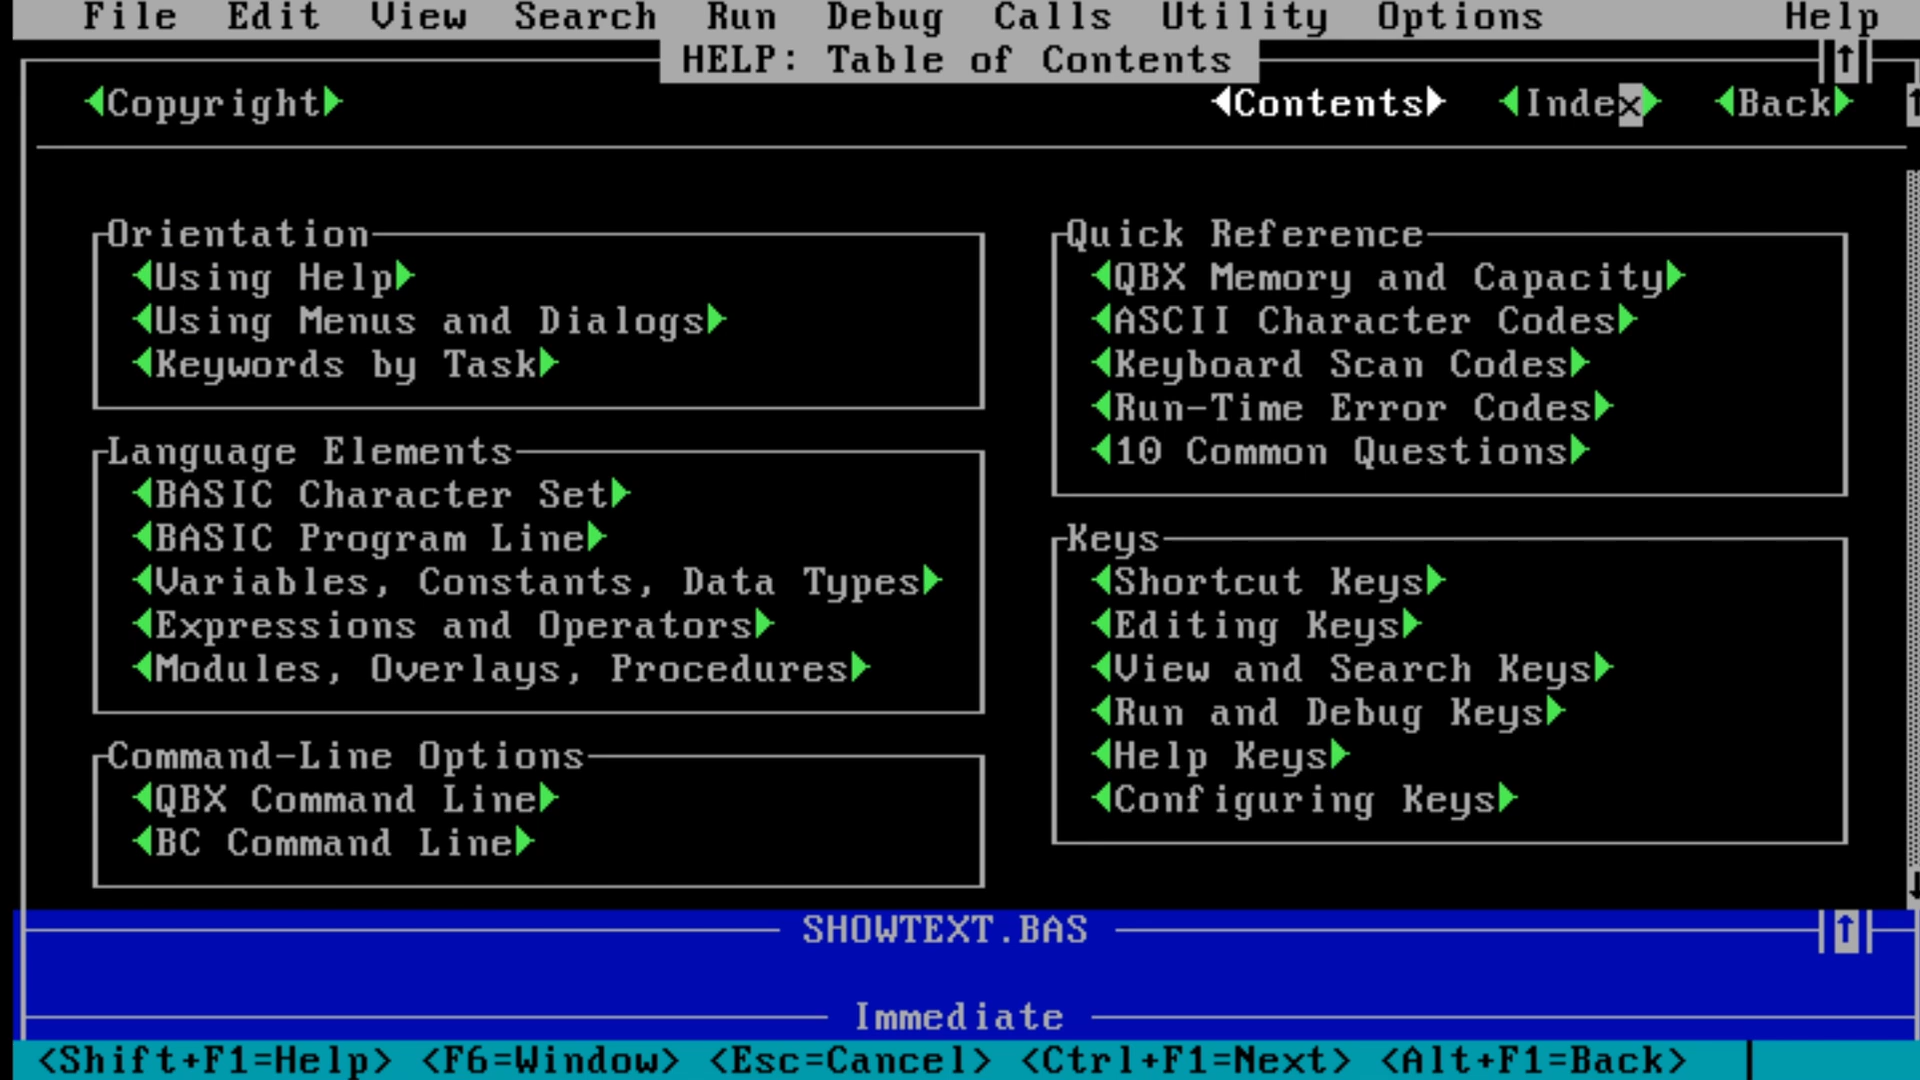 File Edit View Search Run Debug Calls Utility Options Help
HELP: Table of Contents
Copyright Contents Index Back
Orientation
Using Help
Using Menus and Dialogs
Keywords by Task
Language Elements
BASIC Character Set
BASIC Program Line
Variables, Constants, Data Types
Expressions and Operators
Modules, Overlays, Procedures
Command-Line Options
QBX Command Line
BC Command Line
Quick Reference
QBX Memory and Capacity
ASCII Character Codes
Keyboard Scan Codes
Run-Time Error Codes
10 Common Questions
Keys
Shortcut Keys
Editing Keys
View and Search Keys
Run and Debug Keys
Help Keys
Configuring Keys
SHOWTEXT.BAS
Immediate
<Shift+F1=Help> <F6=Window> <Esc=Cancel> <Ctrl+F1=Next> <Alt+F1=Back>